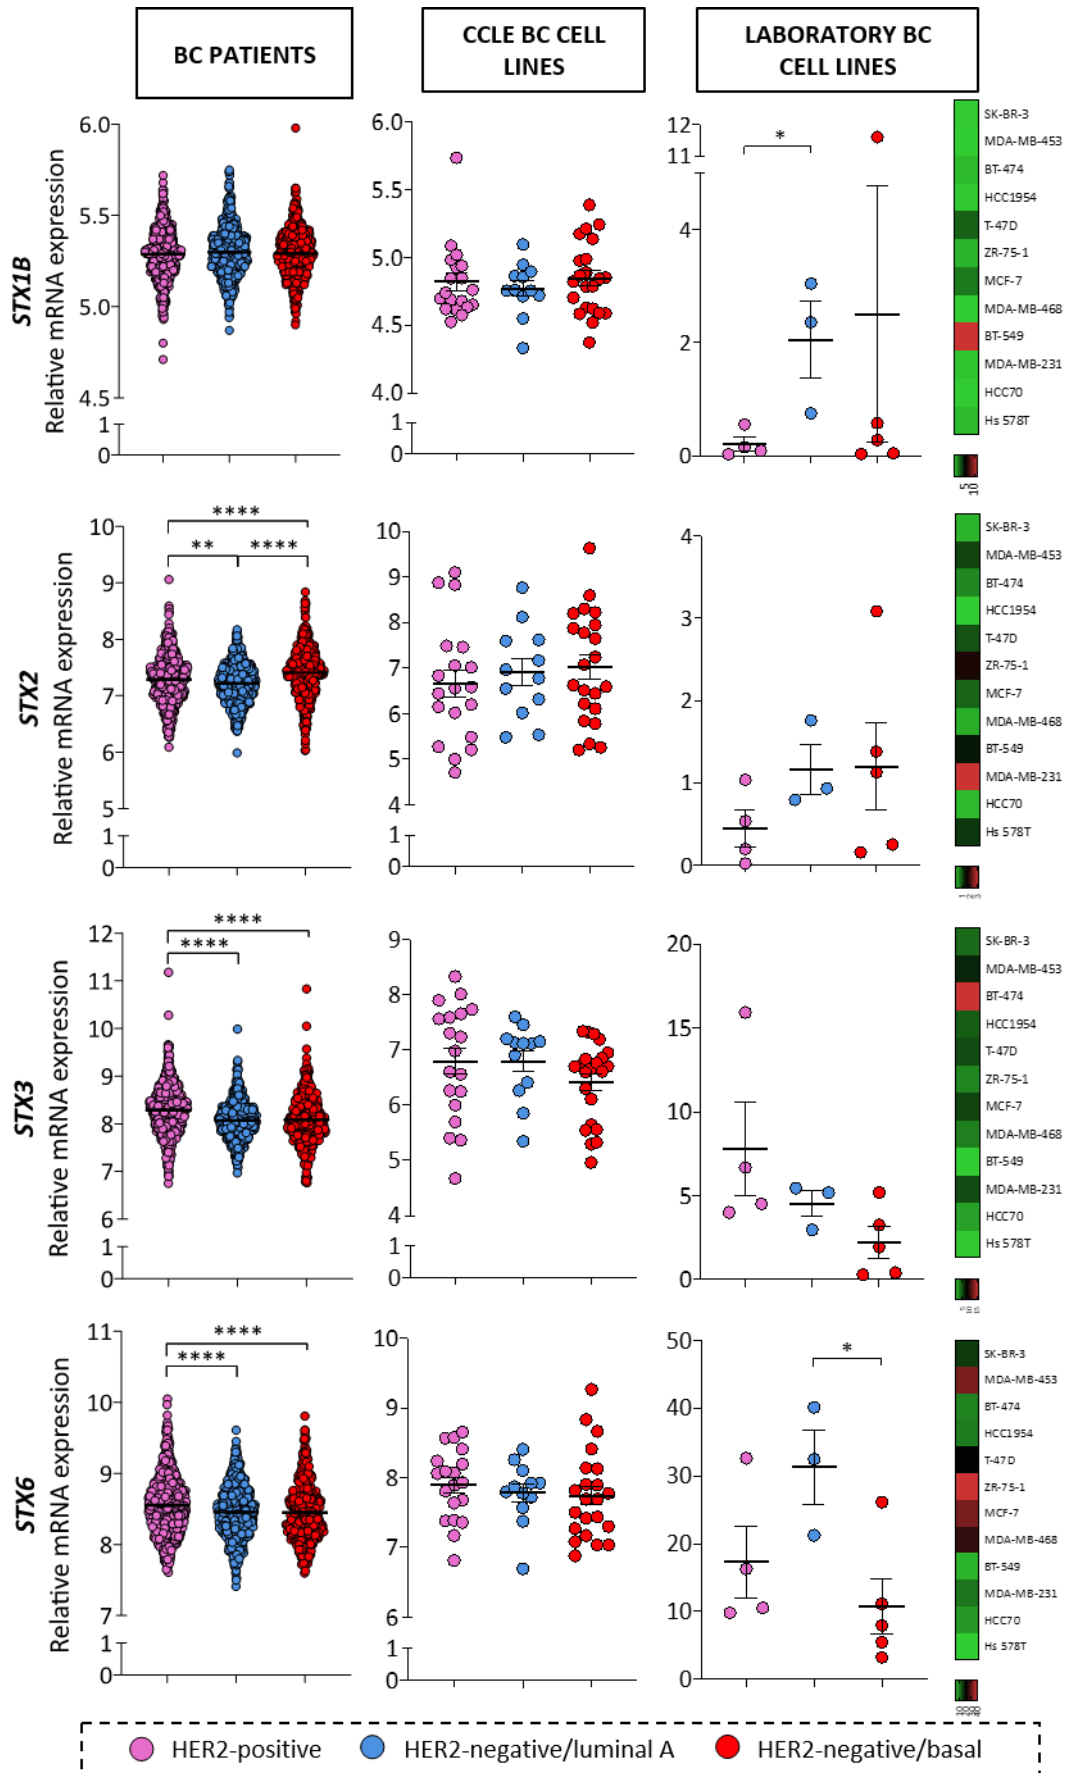 BC PATIENTS
CCLE BC CELL
LINES
LABORATORY BC
CELL LINES
STX1B
Relative mRNA expression
6.0
5.5
5.0
4.5
1
0
6.0
5.5
5.0
4.5
4.0
1
0
12
11
4
2
0
*
SK-BR-3
MDA-MB-453
BT-474
HCC1954
T-47D
ZR-75-1
MCF-7
MDA-MB-468
BT-549
MDA-MB-231
HCC70
Hs 578T
5
10
STX2
Relative mRNA expression
10
9
8
7
6
5
1
0
****
** ****
10
9
8
7
6
5
4
1
0
4
3
2
1
0
SK-BR-3
MDA-MB-453
BT-474
HCC1954
T-47D
ZR-75-1
MCF-7
MDA-MB-468
BT-549
MDA-MB-231
HCC70
Hs 578T
1
2
3
STX3
Relative mRNA expression
12
11
10
9
8
7
6
1
0
****
****
9
8
7
6
5
4
1
0
20
15
10
5
0
SK-BR-3
MDA-MB-453
BT-474
HCC1954
T-47D
ZR-75-1
MCF-7
MDA-MB-468
BT-549
MDA-MB-231
HCC70
Hs 578T
5
10
15
STX6
Relative mRNA expression
11
10
9
8
7
1
0
****
****
10
9
8
7
6
1
0
50
40
30
20
10
0
*
SK-BR-3
MDA-MB-453
BT-474
HCC1954
T-47D
ZR-75-1
MCF-7
MDA-MB-468
BT-549
MDA-MB-231
HCC70
Hs 578T
10
20
30
40
HER2-positive
HER2-negative/luminal A
HER2-negative/basal